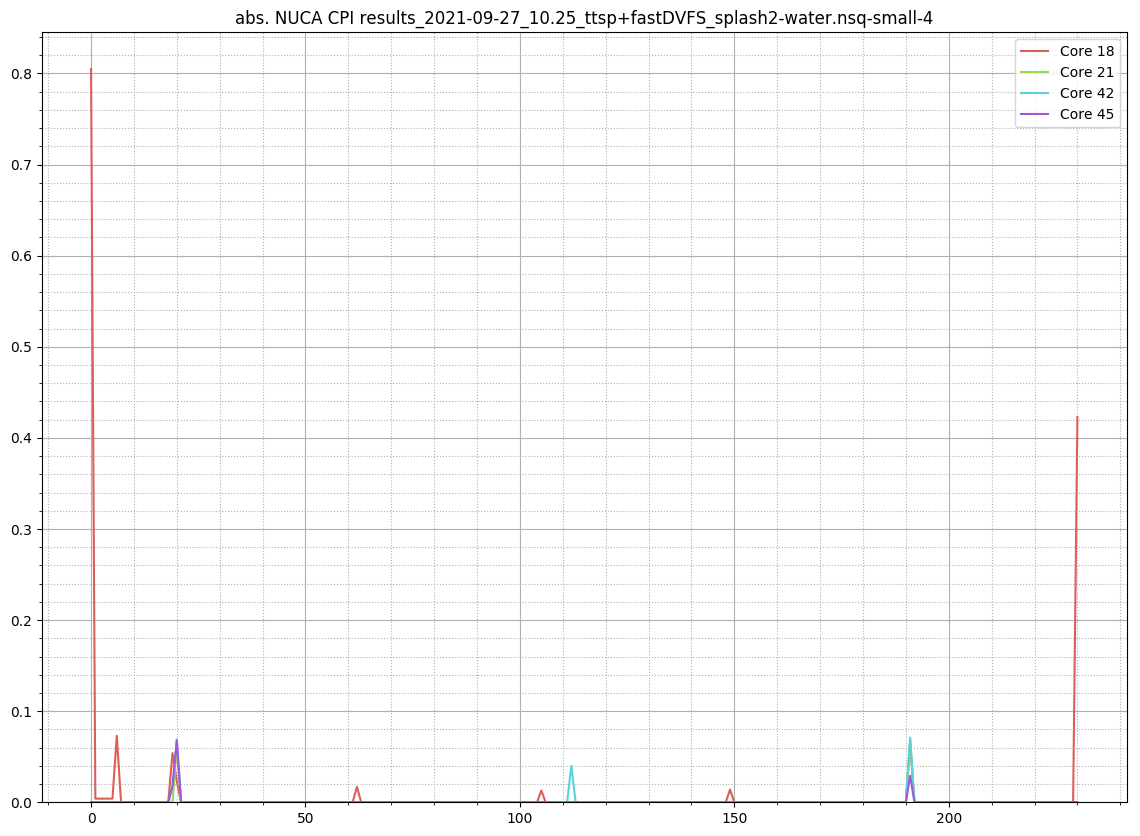 abs. NUCA CPI results_2021-09-27_10.25_ttsp+fastDVFS_splash2-water.nsq-small-4
Core 18
Core 21
Core 42
Core 45
0.8
0.7
0.6
0.5
0.4
0.3
0.2
0.1
0.0
0 50 100 150 200